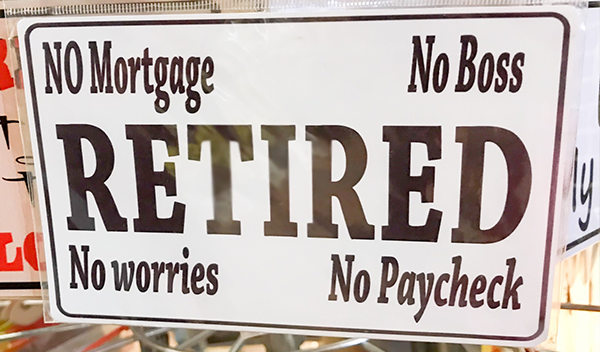 NO Mortgage No Boss
RETIRED
No worries No Paycheck